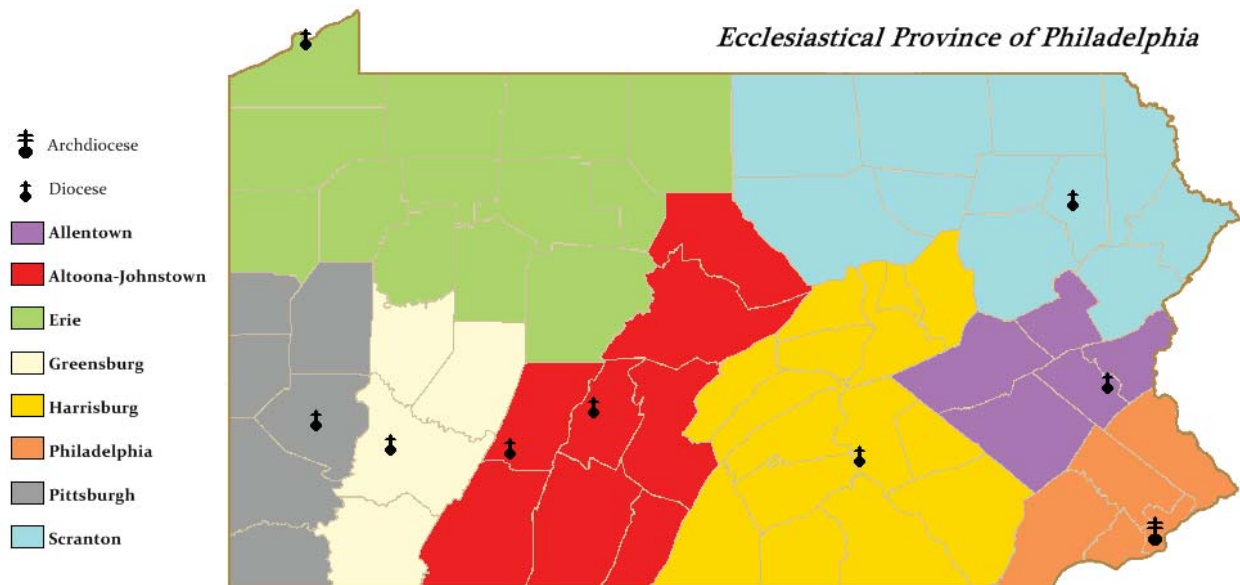 Ecclesiastical Province of Philadelphia
Archdiocese
Diocese
Allentown
Altoona-Johnstown
Erie
Greensburg
Harrisburg
Philadelphia
Pittsburgh
Scranton